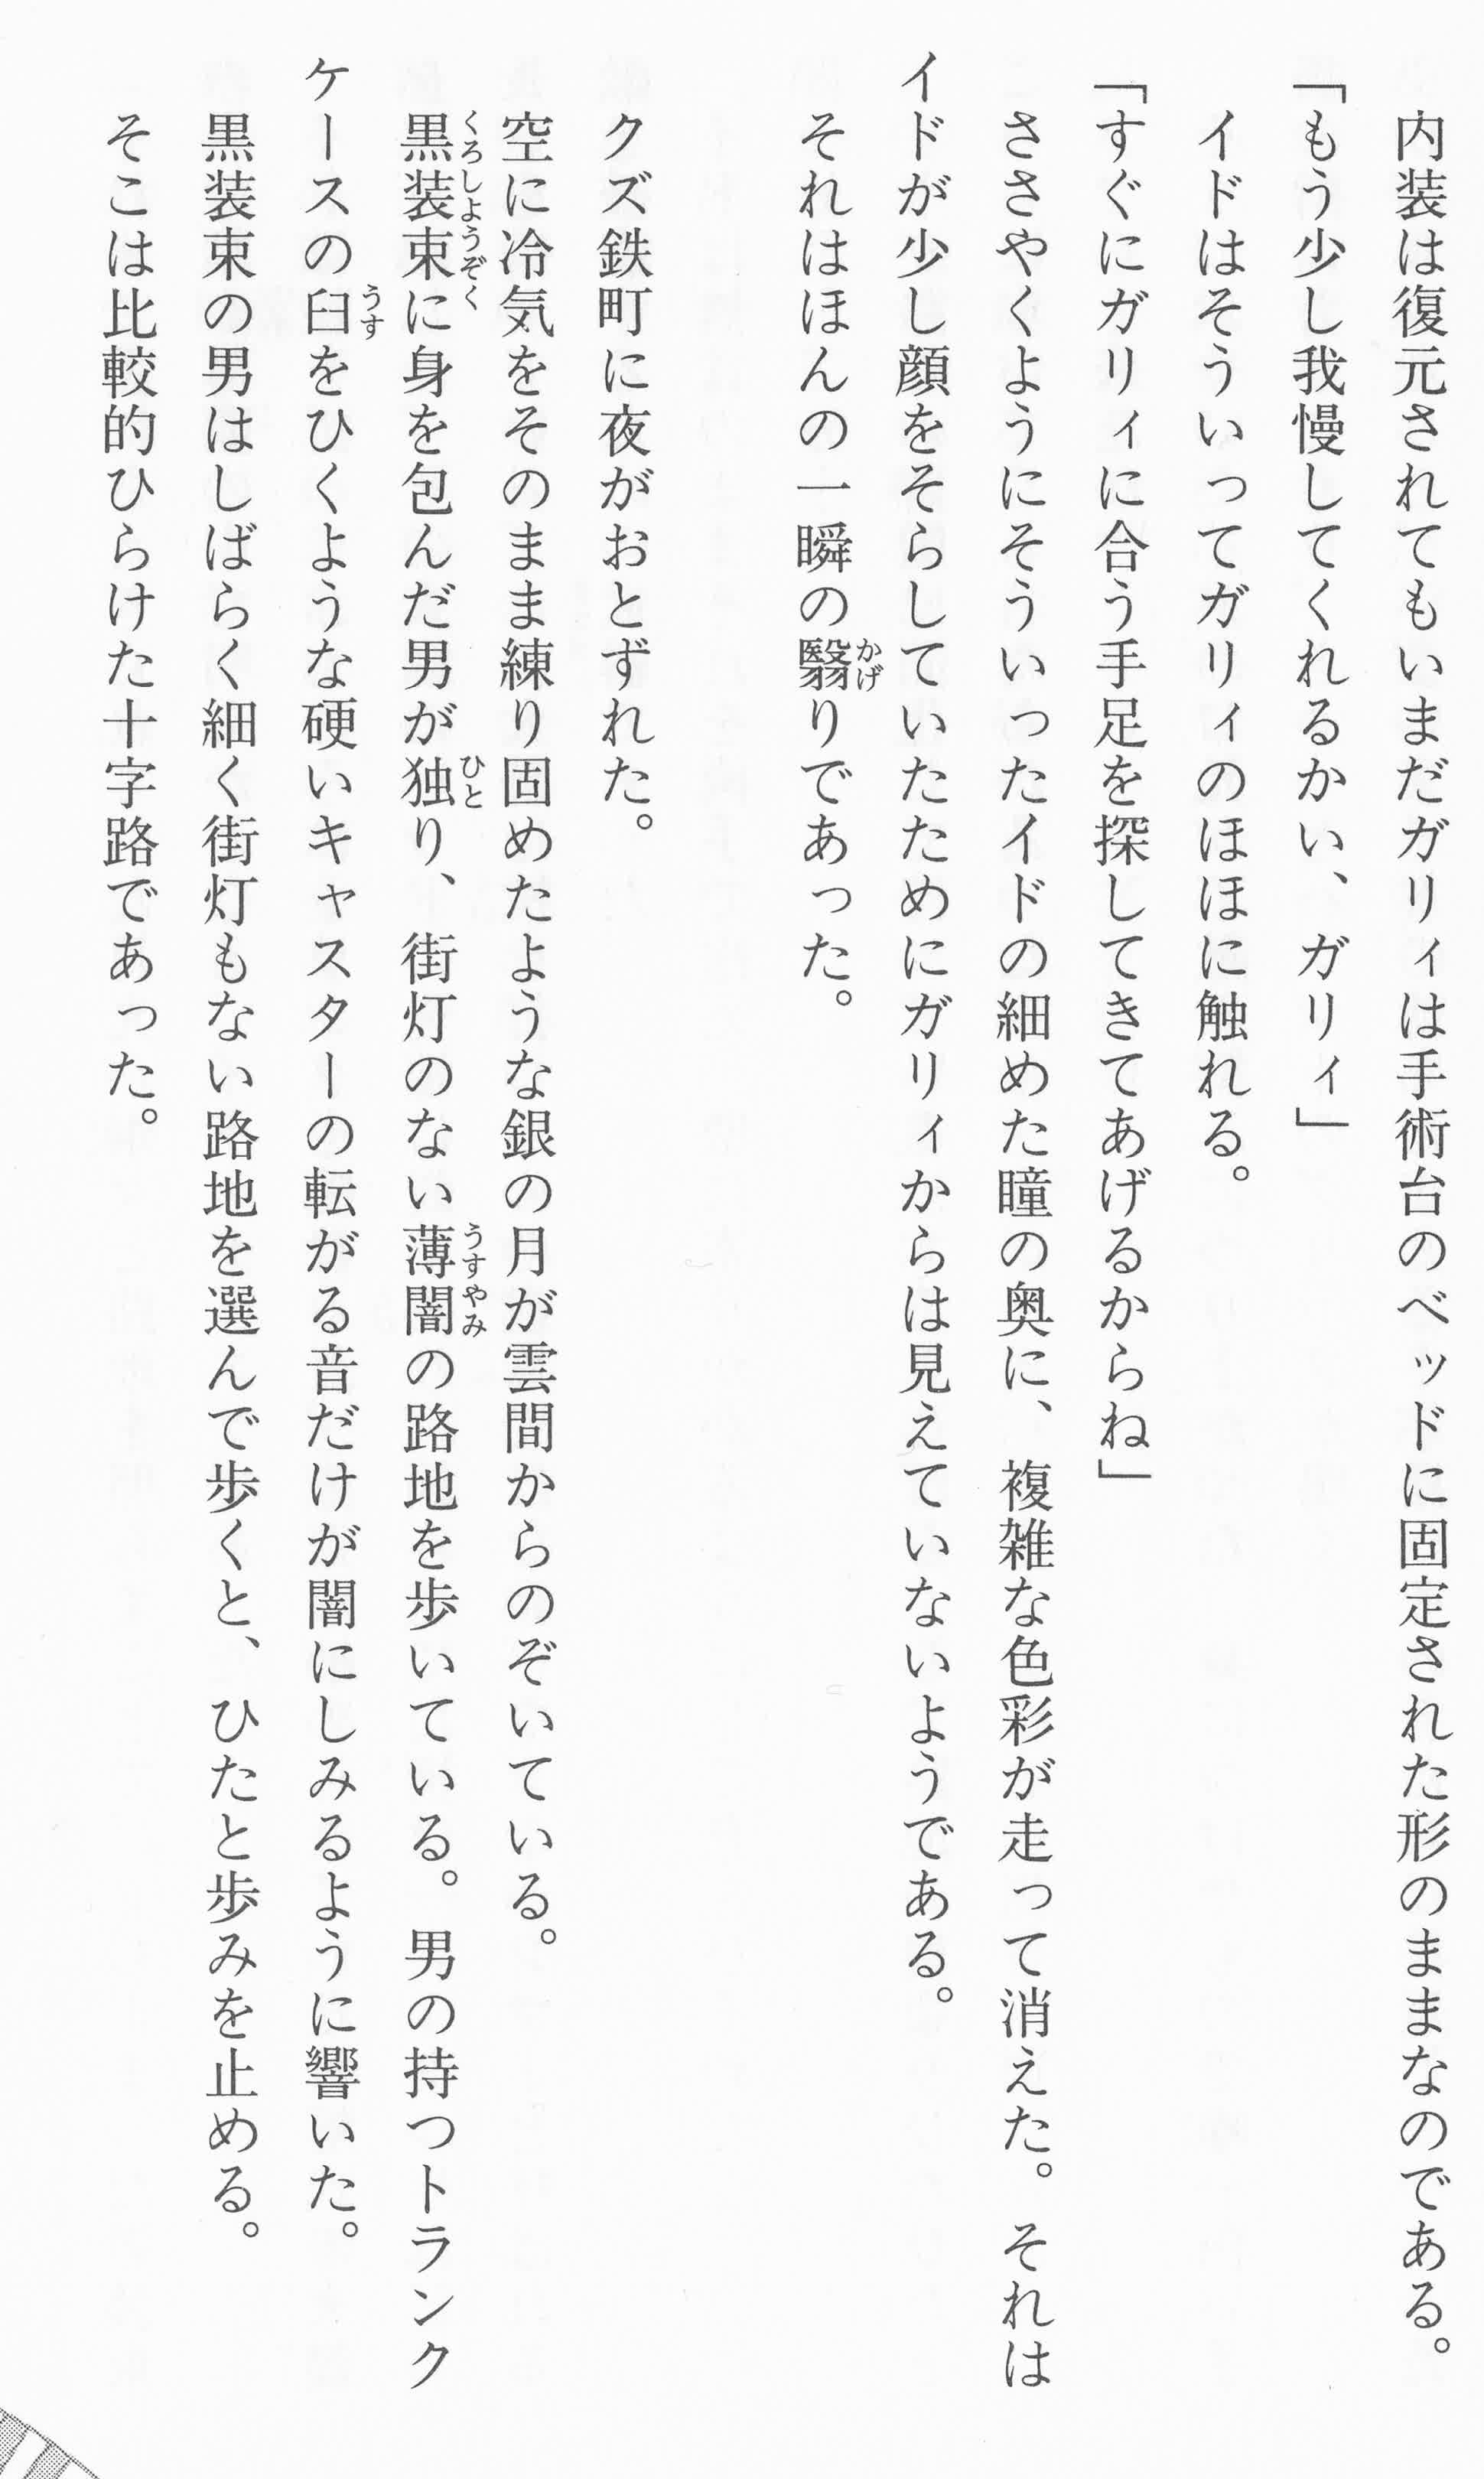 内装は復元されてもいまだガリィは手術台のベッドに固定された形のままなのである。
「もう少し我慢してくれるかい、ガリィ」
イドはそういってガリィのほほに触れる。
「すぐにガリィに合う手足を探してきてあげるからね」
ささやくようにそういったイドの細めた瞳の奥に、複雑な色彩が走って消えた。それは
イドが少し顔をそらしていたためにガリィからは見えていないようである。
それはほんの一瞬の翳りであった。
クズ鉄町に夜がおとずれた。
空に冷気をそのまま練り固めたような銀の月が雲間からのぞいている。
黒装束に身を包んだ男が独り、街灯のない薄闇の路地を歩いている。男の持つトランク
ケースの臼をひくような硬いキャスターの転がる音だけが闇にしみるように響いた。
黒装束の男はしばらく細く街灯もない路地を選んで歩くと、ひたと歩みを止める。
そこは比較的ひらけた十字路であった。